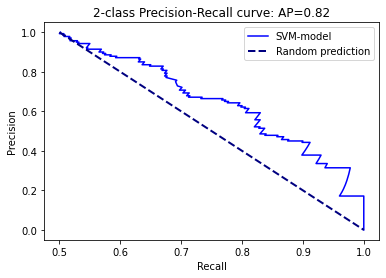 2-class Precision-Recall curve: AP=0.82
SVM-model
Random prediction
Precision
1.0
0.8
0.6
0.4
0.2
0.0
0.5 0.6 0.7 0.8 0.9 1.0
Recall